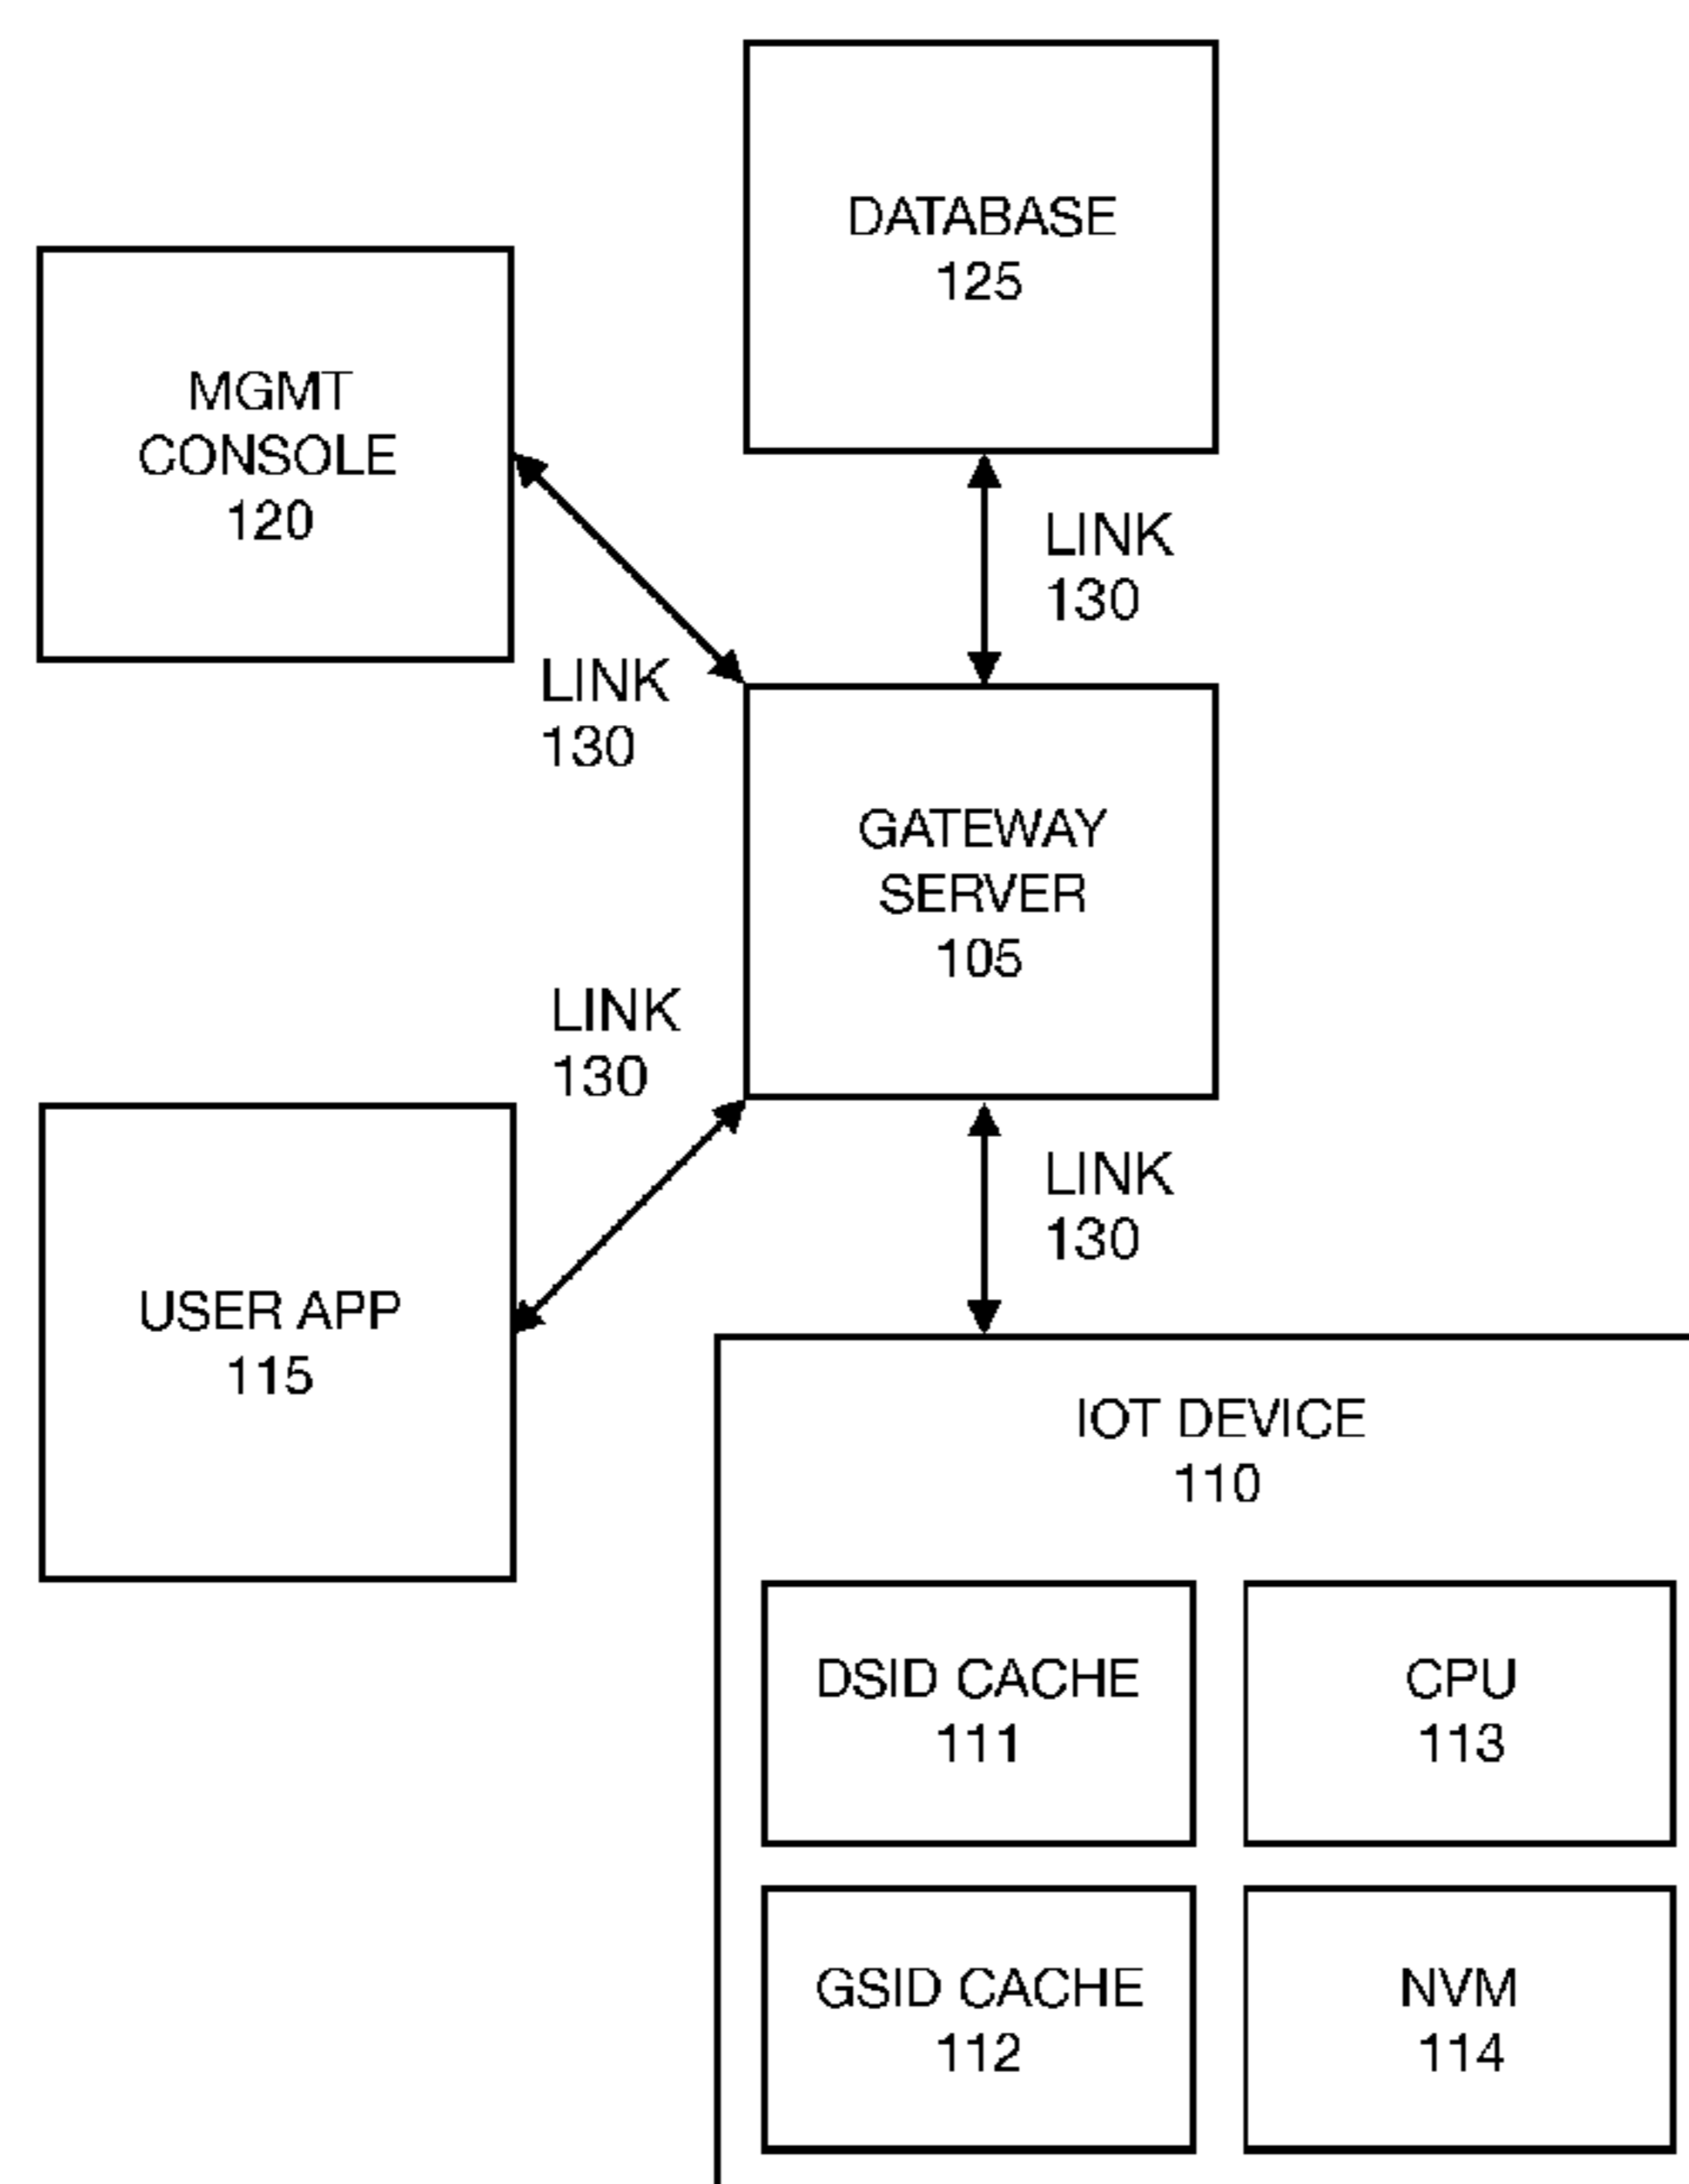 DATABASE
125
MGMT
CONSOLE
120
LINK
130
LINK
130
GATEWAY
SERVER
105
LINK
130
LINK
130
USER APP
115
IOT DEVICE
110
DSID CACHE
111
CPU
113
GSID CACHE
112
NVM
114